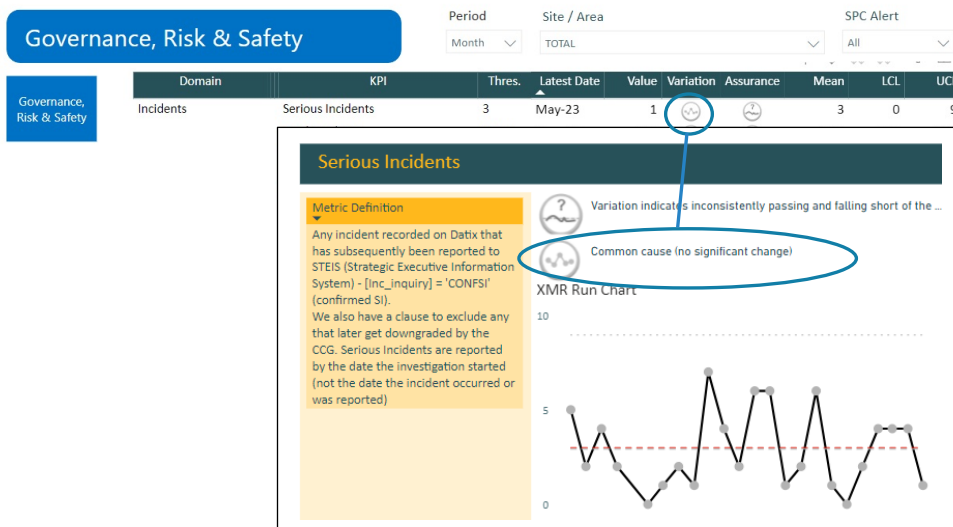 Governance, Risk & Safety
Period
Site / Area
SPC Alert
Month
TOTAL
All
Governance,
Risk & Safety
Domain KPI Thres. Latest Date Value Variation Assurance Mean LCL
Incidents Serious Incidents 3 May-23 1 ? 3 0
Serious Incidents
Metric Definition
Any incident recorded on Datix that
has subsequently been reported to
STEIS (Strategic Executive Information
System) - [Inc_inquiry] = 'CONFSI'
(confirmed SI).
We also have a clause to exclude any
that later get downgraded by the
CCG. Serious Incidents are reported
by the date the investigation started
(not the date the incident occurred or
was reported)
? Variation indicates inconsistently passing and falling short of the ...
Common cause (no significant change)
XMR Run Chart
10
5
0